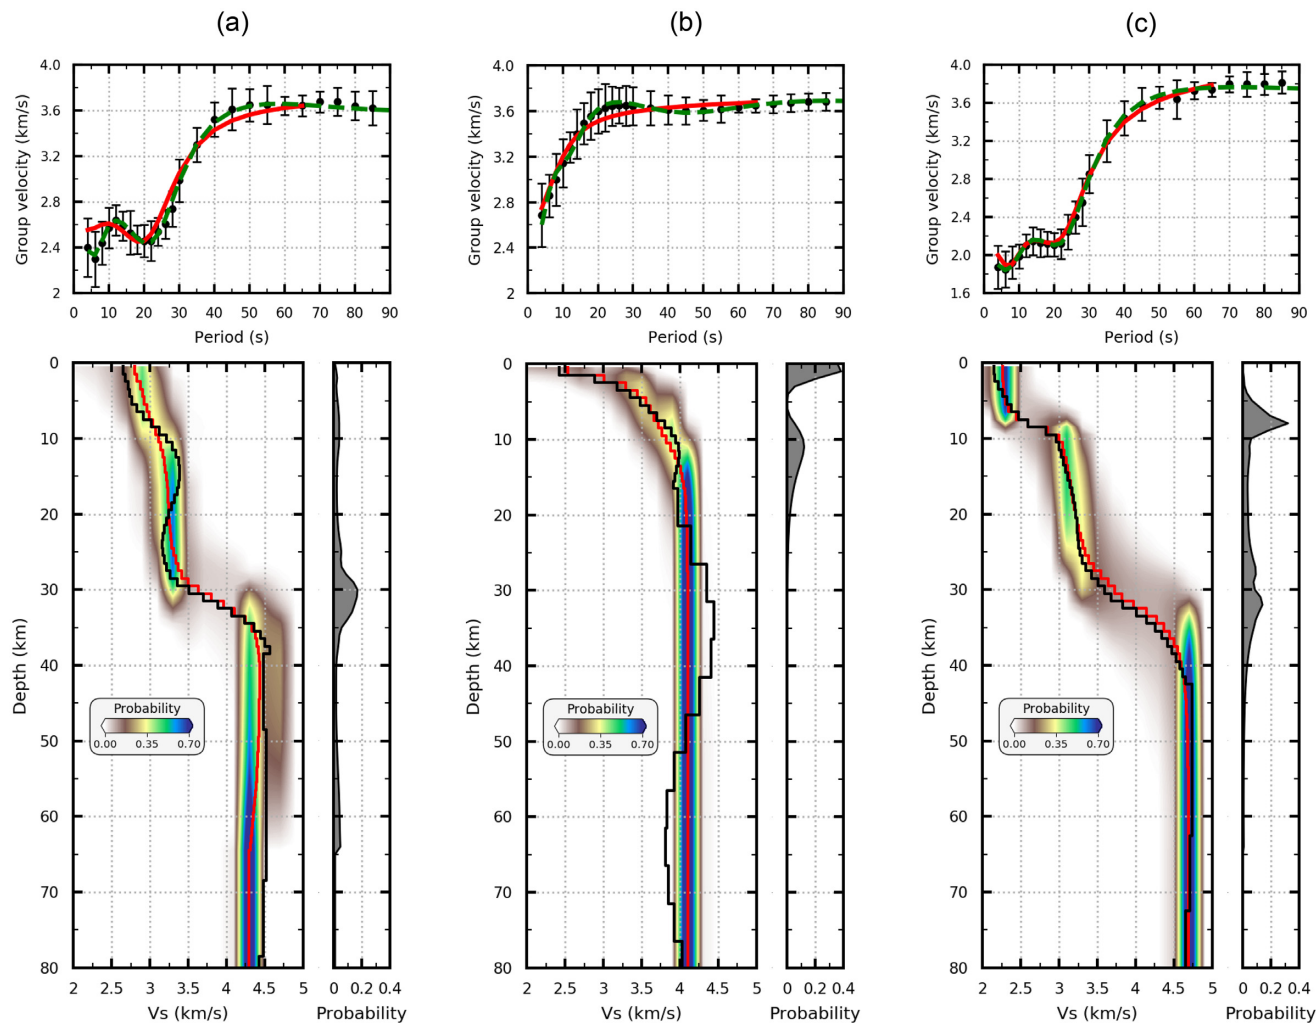 (a) (b) (c)
4.0 4.0 4.0
3.6 3.6 3.6
3.2 3.2 3.2
2.8 2.8 2.8
2.4 2.4 2.4
2.0
2 2 1.6
Group velocity (km/s) Group velocity (km/s) Group velocity (km/s)
0 10 20 30 40 50 60 70 80 90 0 10 20 30 40 50 60 70 80 90 0 10 20 30 40 50 60 70 80 90
Period (s) Period (s) Period (s)
0 0 0
10 10 10
20 20 20
30 30 30
40 40 40
50 50 50
60 60 60
70 70 70
80 80 80
Depth (km) Depth (km) Depth (km)
Probability Probability Probability
0.00 0.35 0.70 0.00 0.35 0.70 0.00 0.35 0.70
2 2.5 3 3.5 4 4.5 5 0 0.2 0.4 2 2.5 3 3.5 4 4.5 5 0 0.2 0.4 2 2.5 3 3.5 4 4.5 5 0 0.2 0.4
Vs (km/s) Probability Vs (km/s) Probability Vs (km/s) Probability